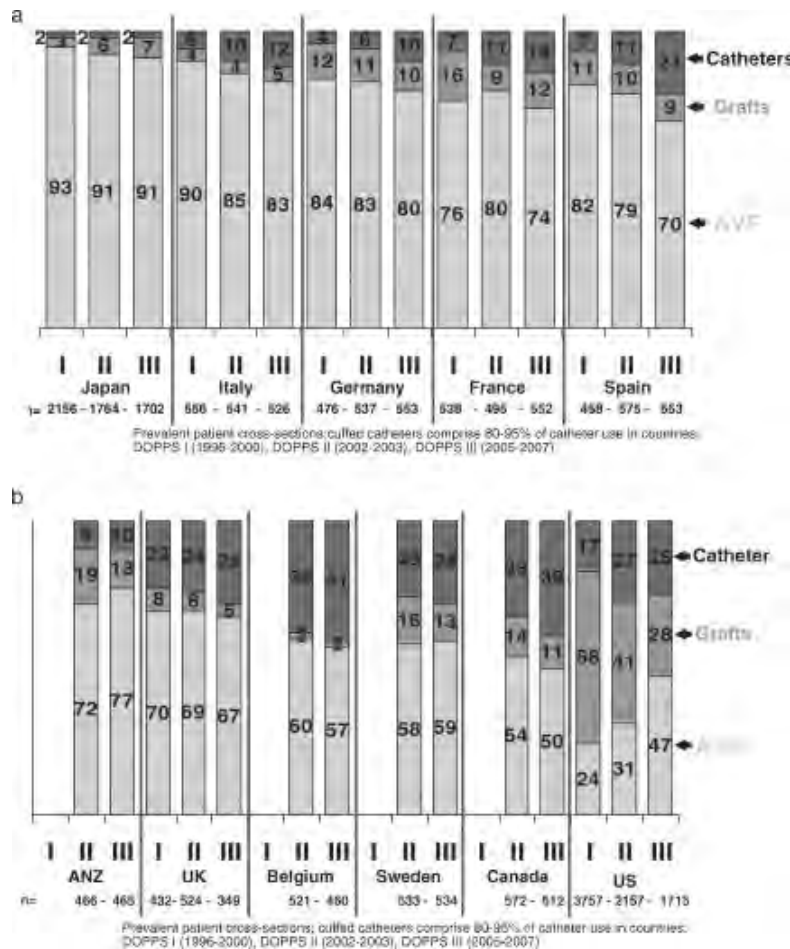 a
2 2 2 6 10 12 4 6 10 7 11 14 7 11 21
Catheters
3 6 7 4 4 5 12 11 10 16 9 12 11 10 9
Grafts
93 91 91 90 85 83 84 83 80 76 80 74 82 79 70
AVF
I II III I II III I II III I II III I II III
Japan Italy Germany France Spain
n= 2156 - 1764 - 1702 556 - 541 - 526 476 - 537 - 553 538 - 495 - 552 458 - 575 - 553
Prevalent patient cross-sections; cuffed catheters comprise 80-95% of catheter use in countries;
DOPPS I (1996-2000), DOPPS II (2002-2003), DOPPS III (2005-2007)
b
9 10 23 24 28 41 28 39 17 27 25
Catheter
19 13 8 6 5 16 13 14 11 58 41 28
Grafts
72 77 70 69 67 60 57 58 59 54 50 24 31 47
I II III I II III I II III I II III I II III I II III
ANZ UK Belgium Sweden Canada US
n= 466 - 465 432 - 524 - 349 521 - 460 533 - 534 572 - 612 3757 - 2157 - 1715
Prevalent patient cross-sections; cuffed catheters comprise 80-95% of catheter use in countries;
DOPPS I (1996-2000), DOPPS II (2002-2003), DOPPS III (2005-2007)